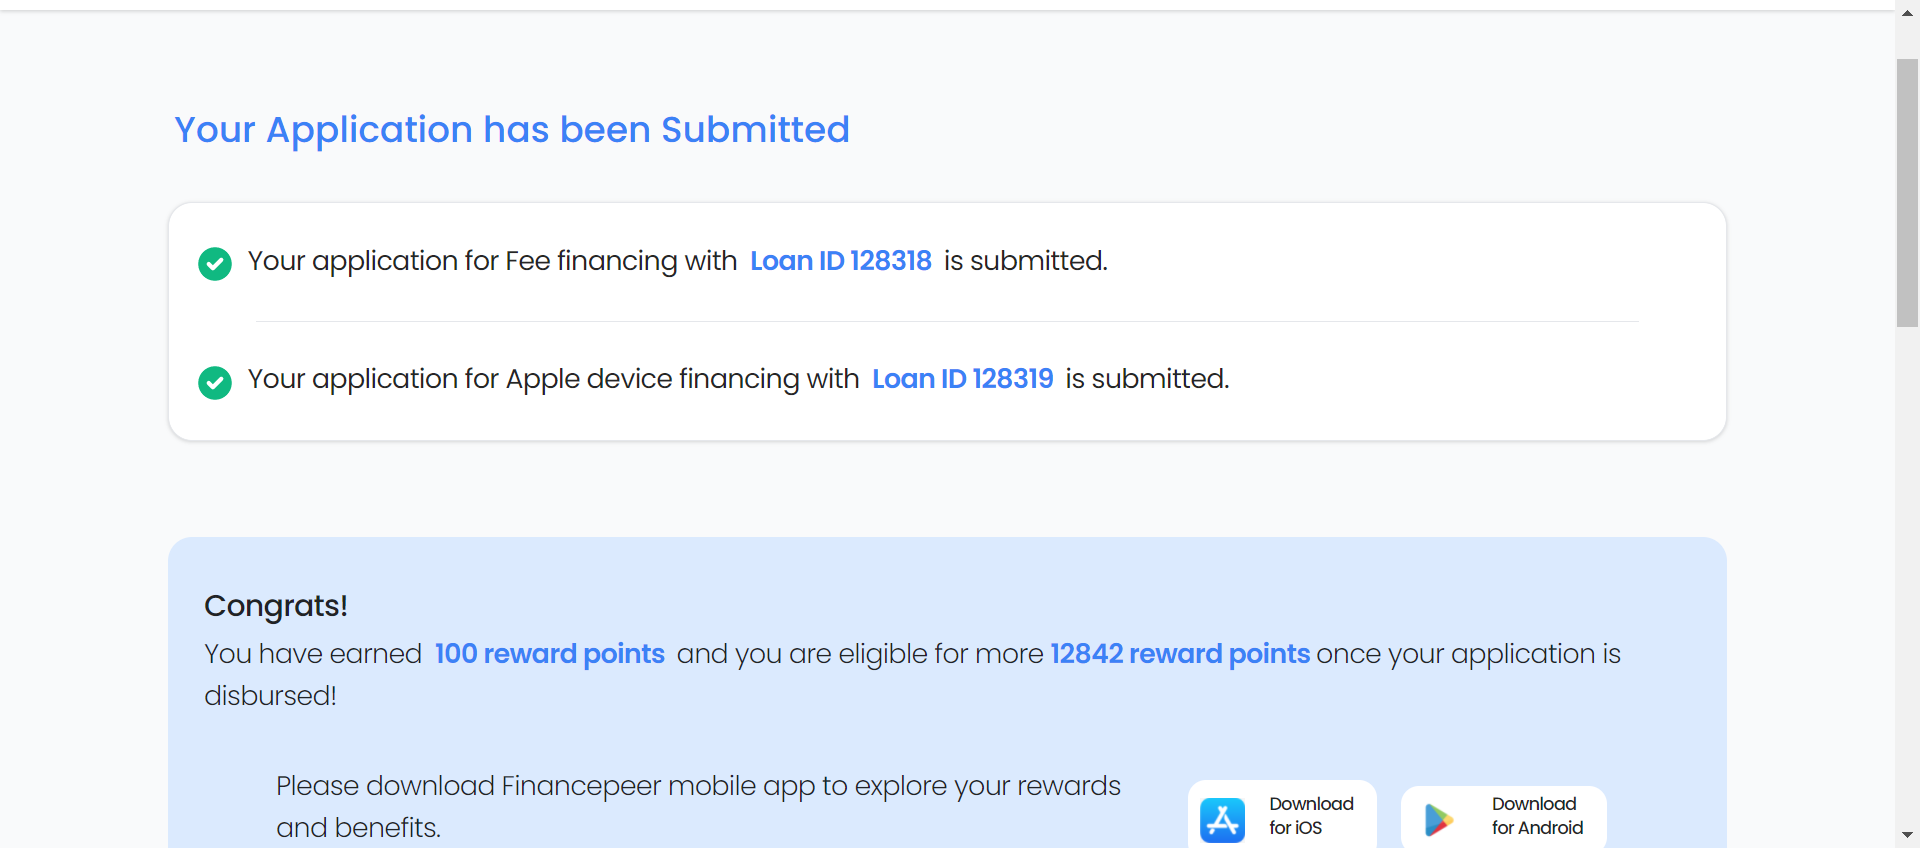 Your Application has been Submitted
Your application for Fee financing with Loan ID 128318 is submitted.
Your application for Apple device financing with Loan ID 128319 is submitted.
Congrats!
You have earned 100 reward points and you are eligible for more 12842 reward points once your application is
disbursed!
Please download Financepeer mobile app to explore your rewards
and benefits.
Download
for iOS
Download
for Android